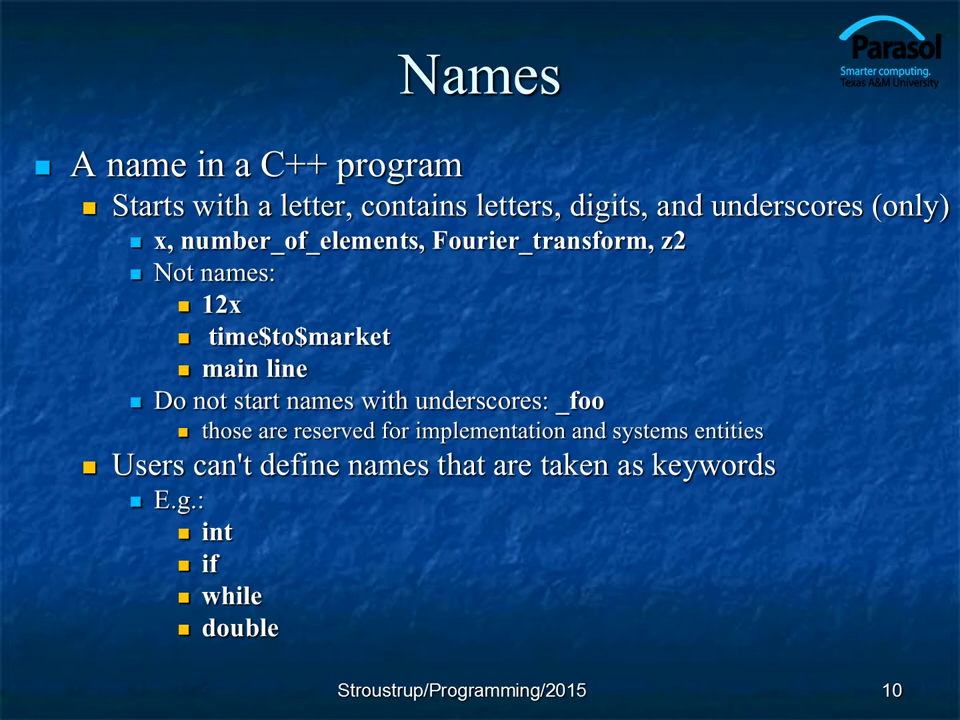 Parasol
Smarter computing.
Texas A&M University
Names
A name in a C++ program
Starts with a letter, contains letters, digits, and underscores (only)
x, number_of_elements, Fourier_transform, z2
Not names:
12x
time$to$market
main line
Do not start names with underscores: _foo
those are reserved for implementation and systems entities
Users can't define names that are taken as keywords
E.g.:
int
if
while
double
Stroustrup/Programming/2015
10